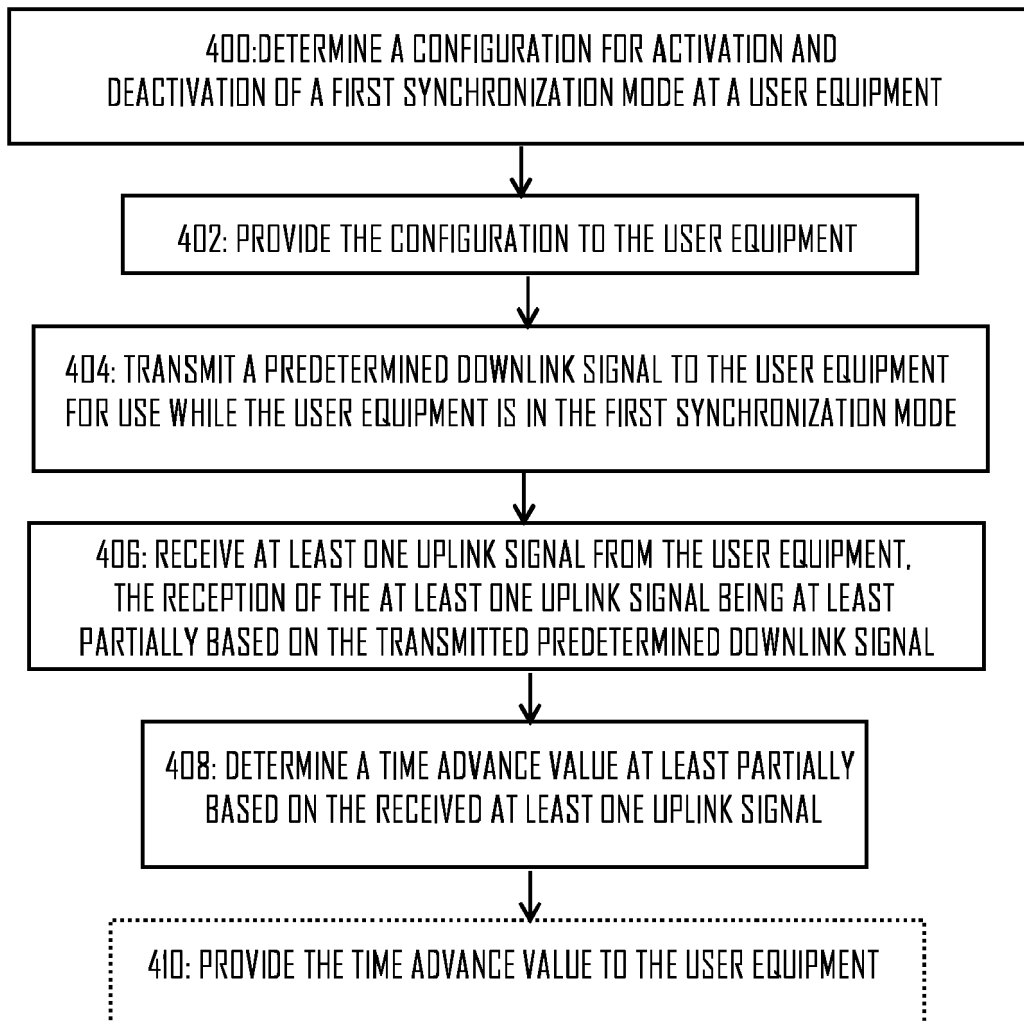 400:DETERMINE A CONFIGURATION FOR ACTIVATION AND
DEACTIVATION OF A FIRST SYNCHRONIZATION MODE AT A USER EQUIPMENT
402: PROVIDE THE CONFIGURATION TO THE USER EQUIPMENT
404: TRANSMIT A PREDETERMINED DOWNLINK SIGNAL TO THE USER EQUIPMENT
FOR USE WHILE THE USER EQUIPMENT IS IN THE FIRST SYNCHRONIZATION MODE
406: RECEIVE AT LEAST ONE UPLINK SIGNAL FROM THE USER EQUIPMENT,
THE RECEPTION OF THE AT LEAST ONE UPLINK SIGNAL BEING AT LEAST
PARTIALLY BASED ON THE TRANSMITTED PREDETERMINED DOWNLINK SIGNAL
408: DETERMINE A TIME ADVANCE VALUE AT LEAST PARTIALLY
BASED ON THE RECEIVED AT LEAST ONE UPLINK SIGNAL
410: PROVIDE THE TIME ADVANCE VALUE TO THE USER EQUIPMENT